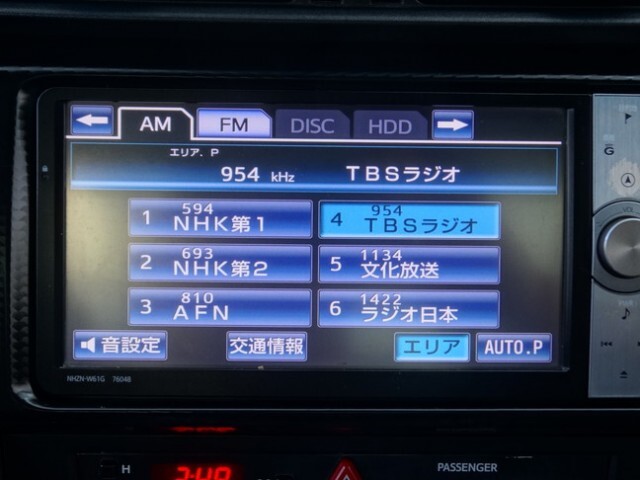 AM FM DISC HDD
エリア. P
954 kHz TBSラジオ
1 594 NHK第1
4 954 TBSラジオ
2 693 NHK第2
5 1134 文化放送
3 810 AFN
6 1422 ラジオ日本
音設定 交通情報 エリア AUTO.P
NHZN-W61G 76048
H
2:40
PASSENGER